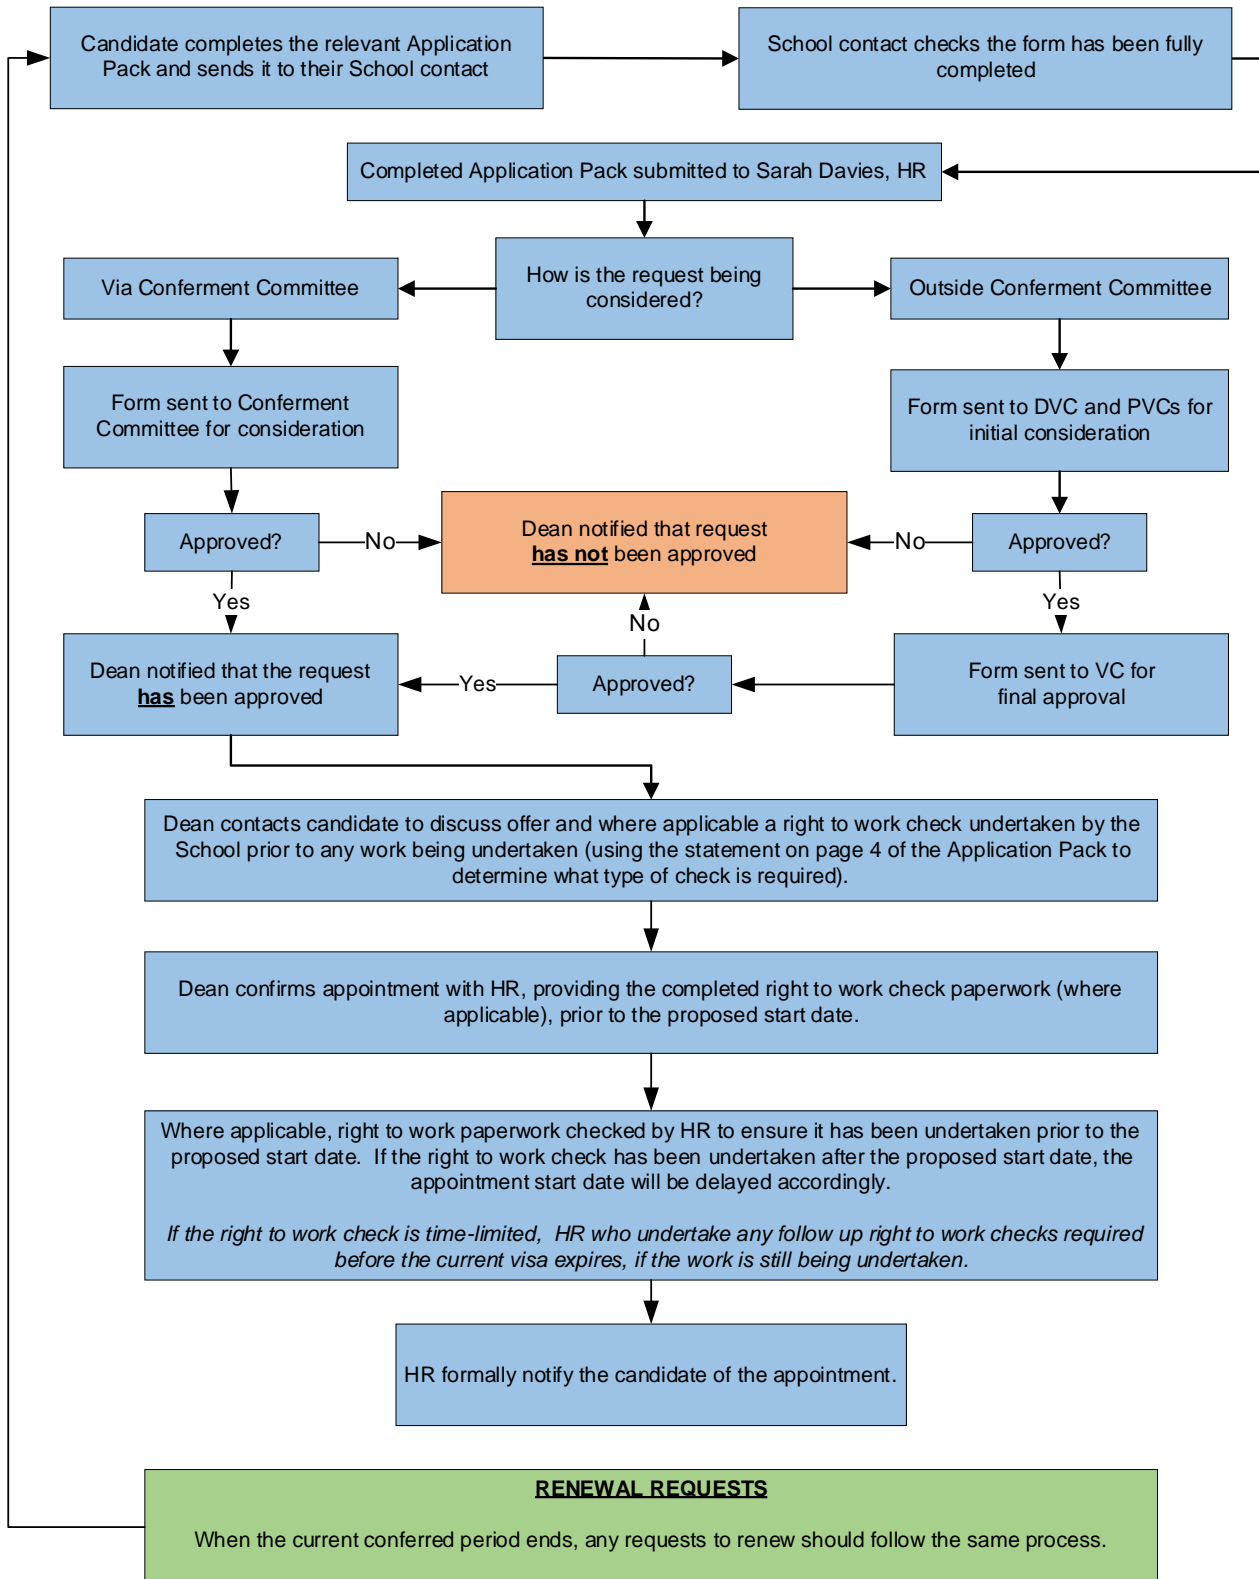 Candidate completes the relevant Application
Pack and sends it to their School contact
School contact checks the form has been fully
completed
Completed Application Pack submitted to Sarah Davies, HR
How is the request being
considered?
Via Conferment Committee
Outside Conferment Committee
Form sent to Conferment
Committee for consideration
Form sent to DVC and PVCs for
initial consideration
Approved?
No
Dean notified that request
has not been approved
No
Approved?
Yes
No
Yes
Dean notified that the request
has been approved
Yes
Approved?
Form sent to VC for
final approval
Dean contacts candidate to discuss offer and where applicable a right to work check undertaken by the
School prior to any work being undertaken (using the statement on page 4 of the Application Pack to
determine what type of check is required).
Dean confirms appointment with HR, providing the completed right to work check paperwork (where
applicable), prior to the proposed start date.
Where applicable, right to work paperwork checked by HR to ensure it has been undertaken prior to the
proposed start date.  If the right to work check has been undertaken after the proposed start date, the
appointment start date will be delayed accordingly.
If the right to work check is time-limited,  HR who undertake any follow up right to work checks required
before the current visa expires, if the work is still being undertaken.
HR formally notify the candidate of the appointment.
RENEWAL REQUESTS
When the current conferred period ends, any requests to renew should follow the same process.